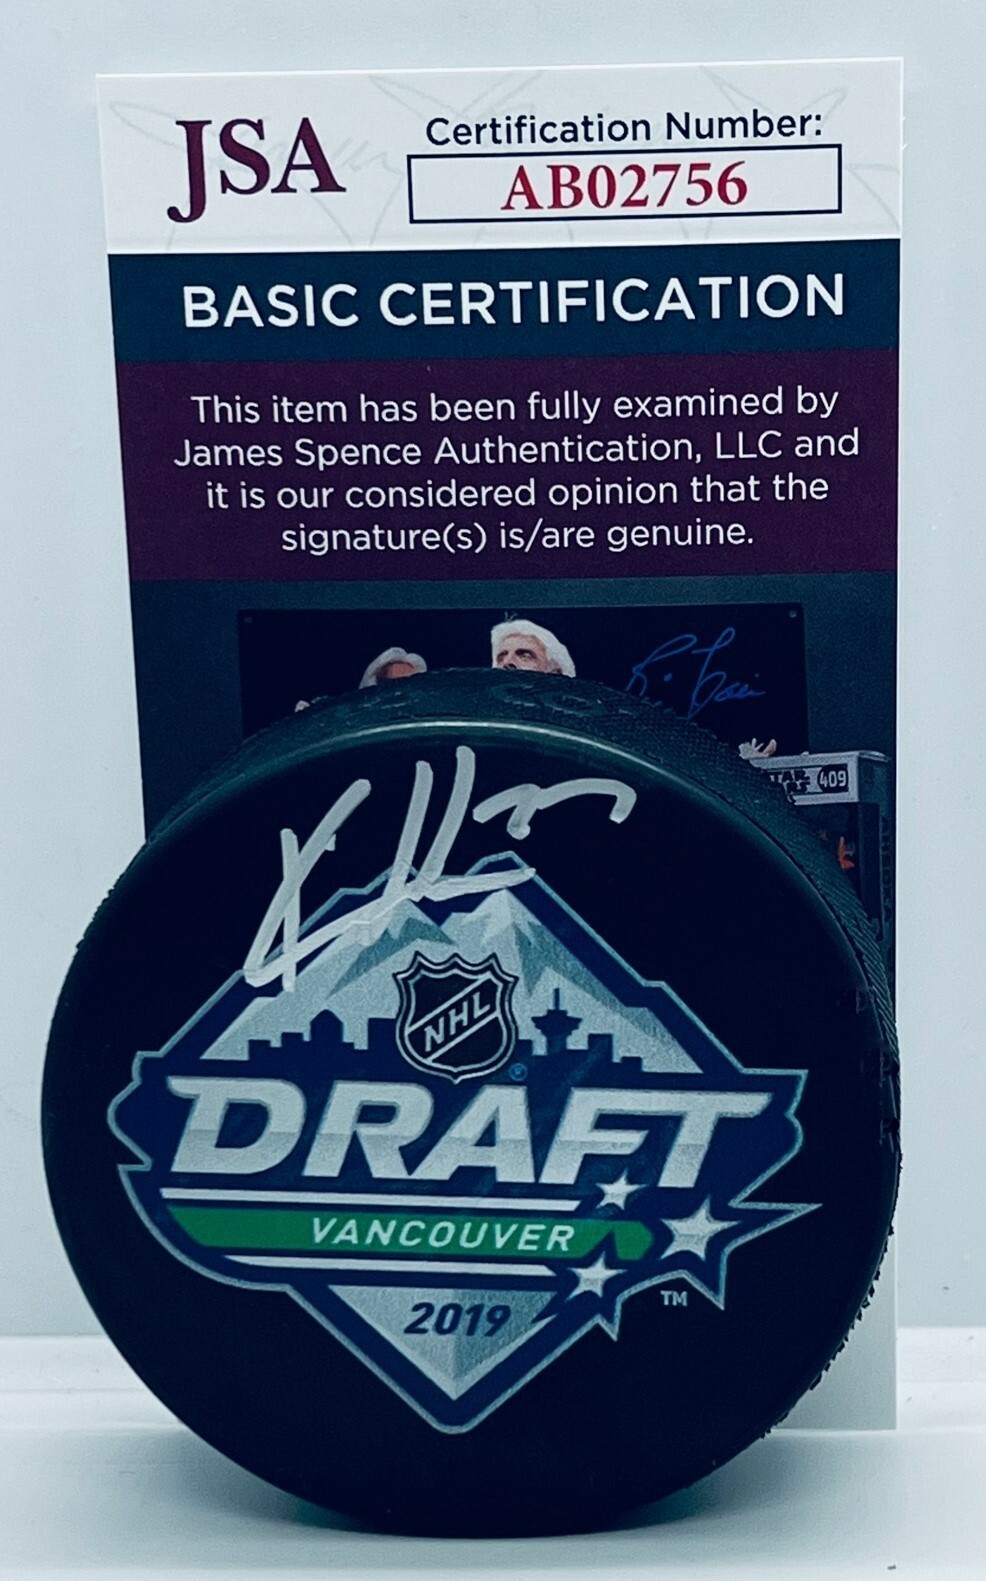 JSA
Certification Number:
AB02756
BASIC CERTIFICATION
This item has been fully examined by
James Spence Authentication, LLC and
it is our considered opinion that the
signature(s) is/are genuine.
409
NHL
®
DRAFT
VANCOUVER
2019
TM